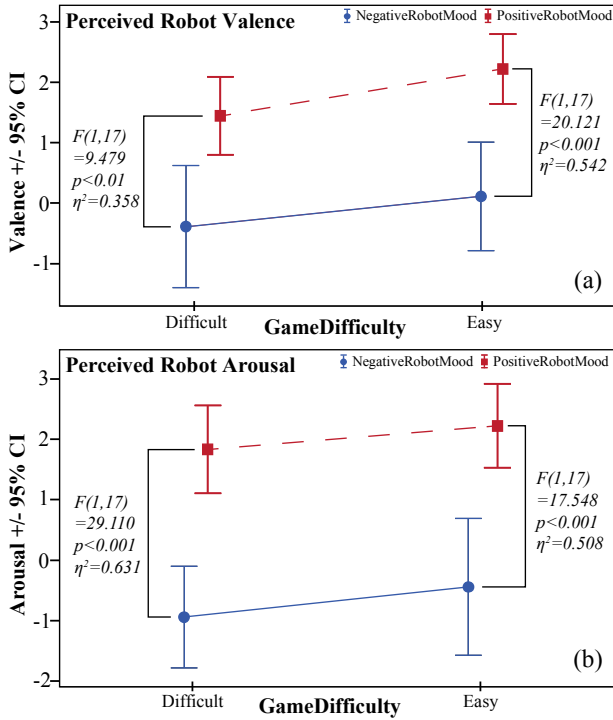 Perceived Robot Valence
NegativeRobotMood PositiveRobotMood
Valence +/- 95% CI
3
2
1
0
-1
F(1,17)
=9.479
p<0.01
η²=0.358
F(1,17)
=20.121
p<0.001
η²=0.542
(a)
Difficult
GameDifficulty
Easy
Perceived Robot Arousal
NegativeRobotMood PositiveRobotMood
Arousal +/- 95% CI
3
2
1
0
-1
-2
F(1,17)
=29.110
p<0.001
η²=0.631
F(1,17)
=17.548
p<0.001
η²=0.508
(b)
Difficult
GameDifficulty
Easy